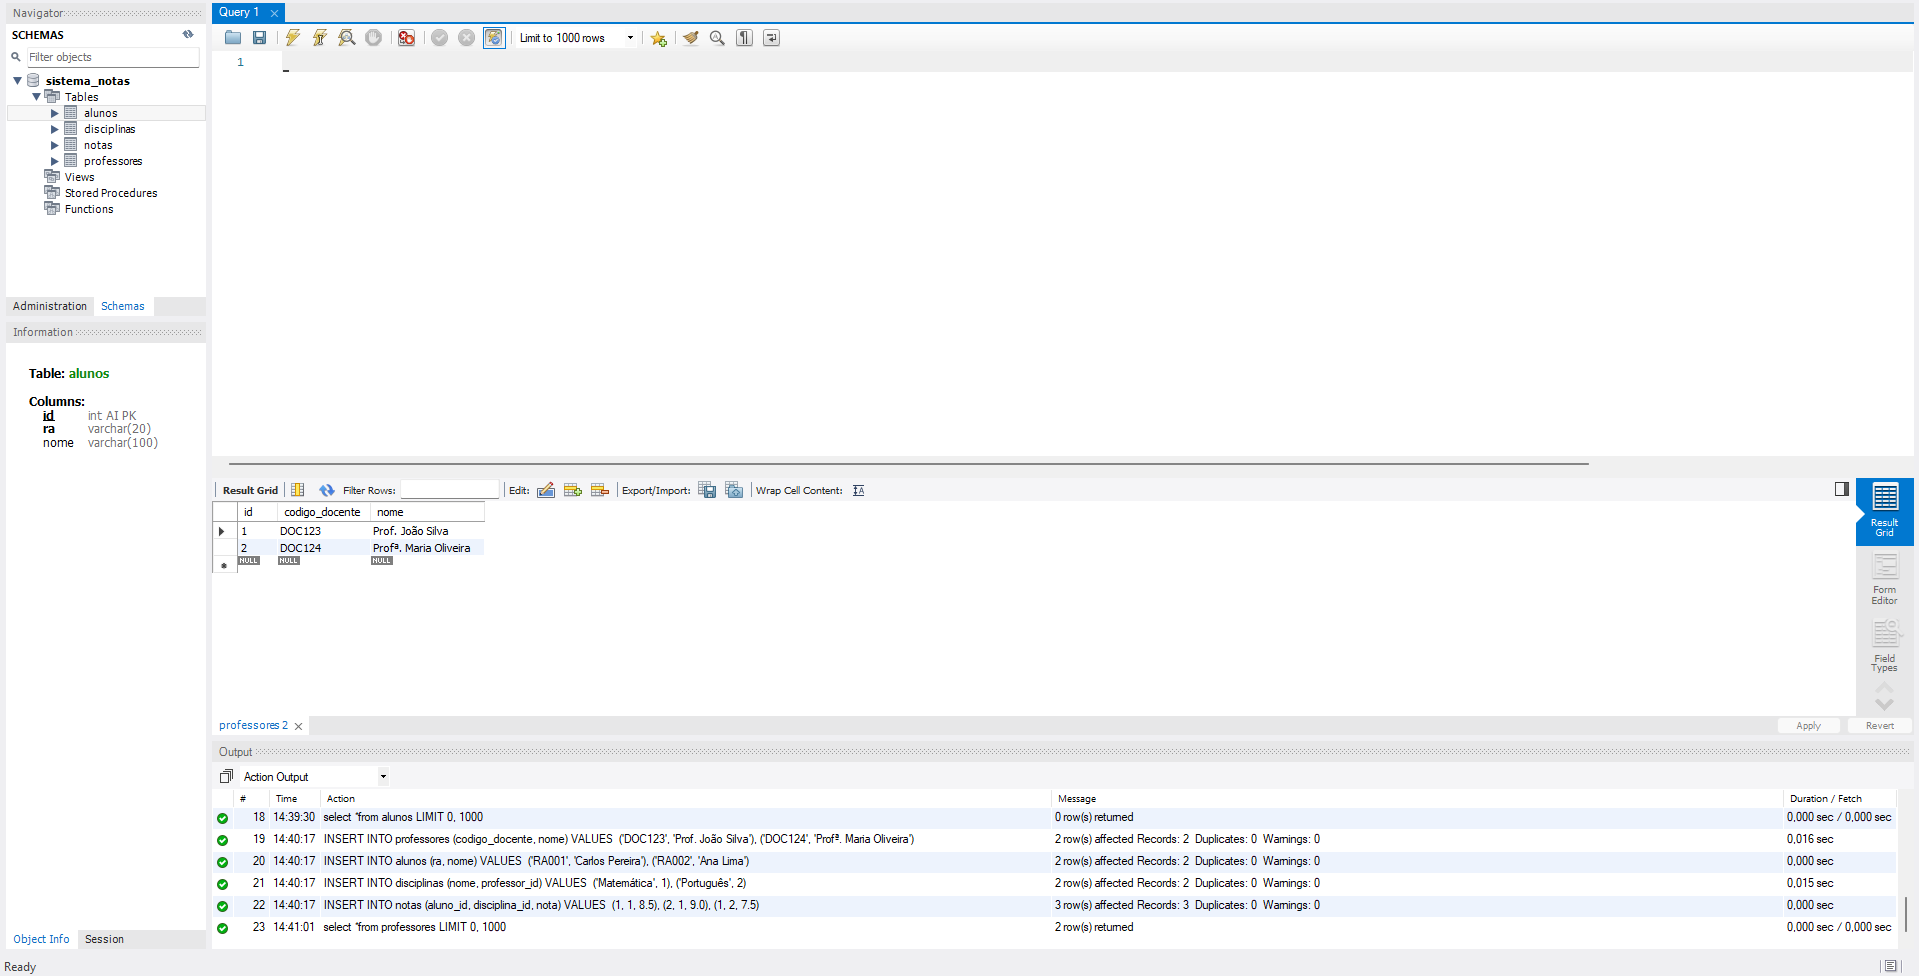 Navigator
SCHEMAS
Filter objects
sistema_notas
Tables
alunos
disciplinas
notas
professores
Views
Stored Procedures
Functions
Administration Schemas
Information
Table: alunos
Columns:
id int AI PK
ra varchar(20)
nome varchar(100)
Object Info Session
Ready
Query 1
Limit to 1000 rows
1
Result Grid Filter Rows: Edit: Export/Import: Wrap Cell Content:
id codigo_docente nome
1 DOC123 Prof. João Silva
2 DOC124 Profª. Maria Oliveira
NULL NULL NULL
Result Grid
Form Editor
Field Types
professores 2
Apply Revert
Output
Action Output
# Time Action Message Duration / Fetch
18 14:39:30 select *from alunos LIMIT 0, 1000 0 row(s) returned 0,000 sec / 0,000 sec
19 14:40:17 INSERT INTO professores (codigo_docente, nome) VALUES ('DOC123', 'Prof. João Silva'), ('DOC124', 'Profª. Maria Oliveira') 2 row(s) affected Records: 2 Duplicates: 0 Warnings: 0 0,016 sec
20 14:40:17 INSERT INTO alunos (ra, nome) VALUES ('RA001', 'Carlos Pereira'), ('RA002', 'Ana Lima') 2 row(s) affected Records: 2 Duplicates: 0 Warnings: 0 0,000 sec
21 14:40:17 INSERT INTO disciplinas (nome, professor_id) VALUES ('Matemática', 1), ('Português', 2) 2 row(s) affected Records: 2 Duplicates: 0 Warnings: 0 0,015 sec
22 14:40:17 INSERT INTO notas (aluno_id, disciplina_id, nota) VALUES (1, 1, 8.5), (2, 1, 9.0), (1, 2, 7.5) 3 row(s) affected Records: 3 Duplicates: 0 Warnings: 0 0,000 sec
23 14:41:01 select *from professores LIMIT 0, 1000 2 row(s) returned 0,000 sec / 0,000 sec